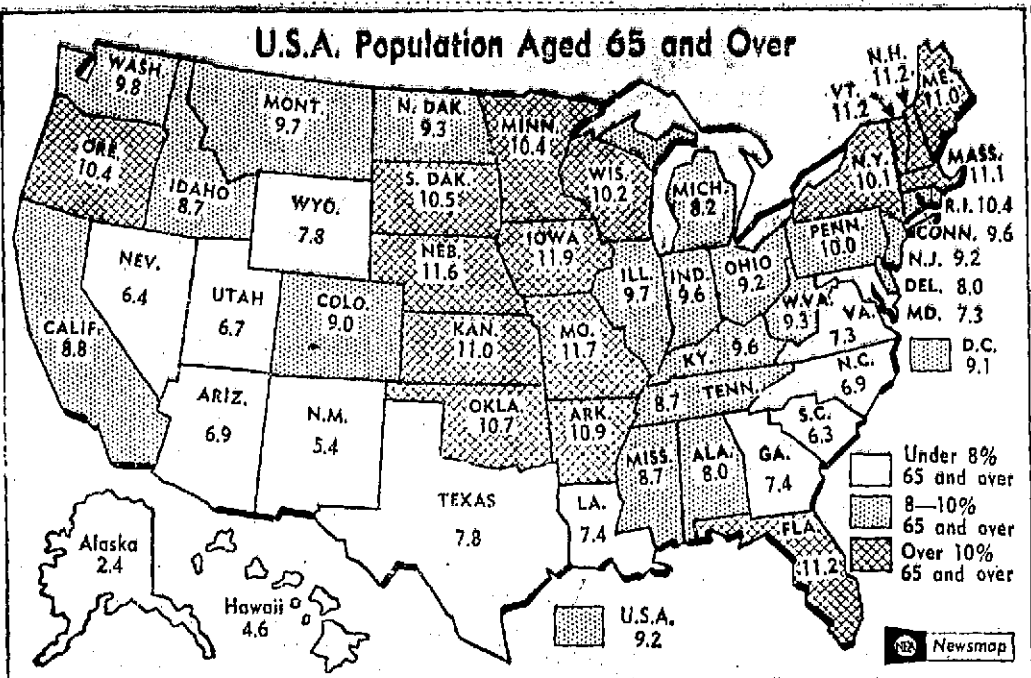 U.S.A. Population Aged 65 and Over
WASH.
9.8
MONT.
9.7
N. DAK.
9.3
MINN.
10.4
ORE.
10.4
IDAHO
8.7
WYO.
7.8
S. DAK.
10.5
WIS.
10.2
MICH.
8.2
N.H.
11.2
VT.
11.2
ME.
11.0
N.Y.
10.1
MASS.
11.1
R.I. 10.4
CONN. 9.6
N.J. 9.2
DEL. 8.0
MD. 7.3
D.C.
9.1
PENN.
10.0
NEV.
6.4
UTAH
6.7
COLO.
9.0
NEB.
11.6
IOWA
11.9
ILL.
9.7
IND.
9.6
OHIO
9.2
W.VA.
9.3
VA.
7.3
CALIF.
8.8
KAN.
11.0
MO.
11.7
KY.
9.6
N.C.
6.9
ARIZ.
6.9
N.M.
5.4
OKLA.
10.7
ARK.
10.9
8.7 TENN.
S.C.
6.3
TEXAS
7.8
LA.
7.4
MISS.
8.7
ALA.
8.0
GA.
7.4
FLA.
11.2
Alaska
2.4
Hawaii
4.6
U.S.A.
9.2
Under 8%
65 and over
8—10%
65 and over
Over 10%
65 and over
NEA Newsmap